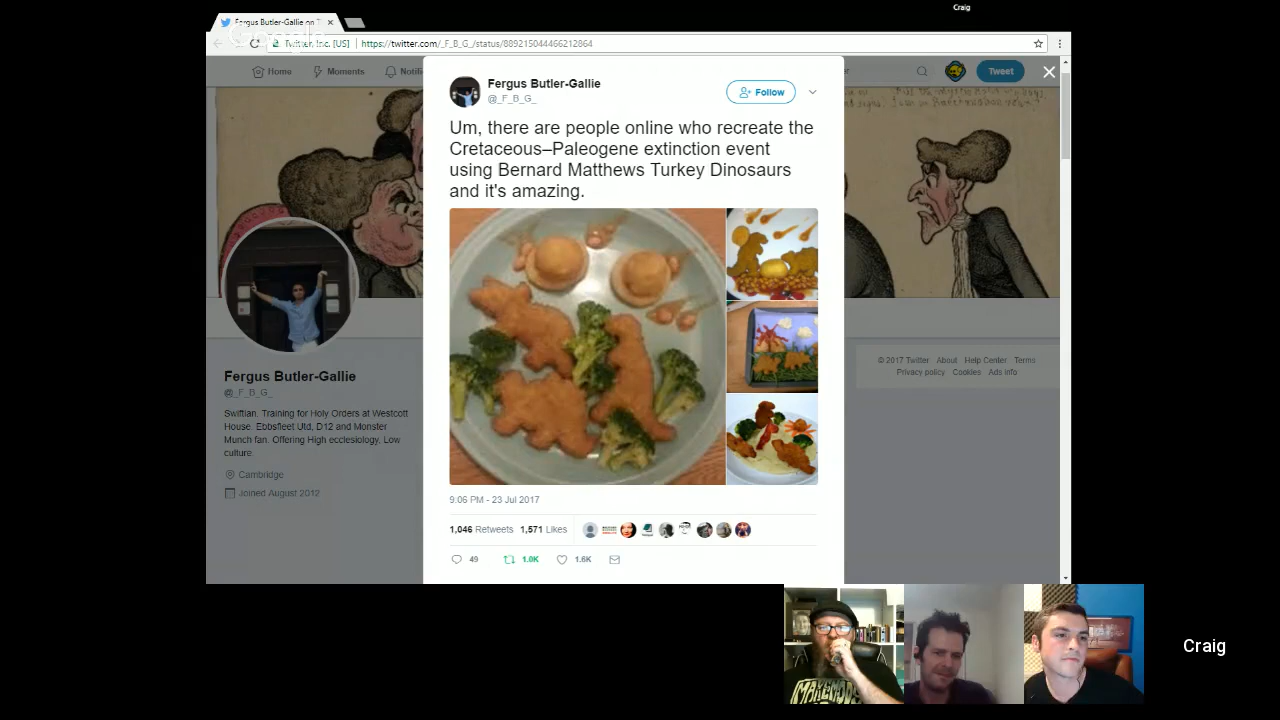 Craig
Fergus Butler-Gallie on T
Google
Twitter, Inc. [US] https://twitter.com/_F_B_G_/status/889215044466212864
Home Moments Notifi Tweet
Fergus Butler-Gallie
@_F_B_G_
Follow
Um, there are people online who recreate the
Cretaceous–Paleogene extinction event
using Bernard Matthews Turkey Dinosaurs
and it's amazing.
Fergus Butler-Gallie
@_F_B_G_
Swiftian. Training for Holy Orders at Westcott
House. Ebbsfleet Utd, D12 and Monster
Munch fan. Offering High ecclesiology, Low
culture.
Cambridge
Joined August 2012
© 2017 Twitter About Help Center Terms
Privacy policy Cookies Ads info
9:06 PM - 23 Jul 2017
1,046 Retweets 1,571 Likes
49 1.0K 1.6K
Craig